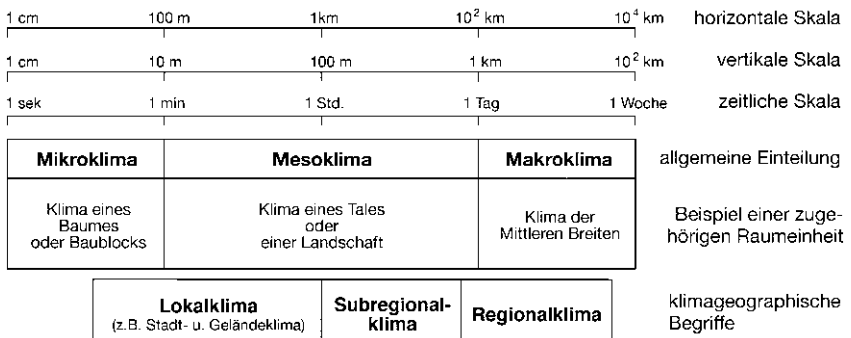 1 cm 100 m 1km 10² km 10⁴ km horizontale Skala
1 cm 10 m 100 m 1 km 10² km vertikale Skala
1 sek 1 min 1 Std. 1 Tag 1 Woche zeitliche Skala
Mikroklima Mesoklima Makroklima allgemeine Einteilung
Klima eines
Baumes
oder Baublocks
Klima eines Tales
oder
einer Landschaft
Klima der
Mittleren Breiten
Beispiel einer zuge-
hörigen Raumeinheit
Lokalklima
(z.B. Stadt- u. Geländeklima)
Subregional-
klima
Regionalklima
klimageographische
Begriffe